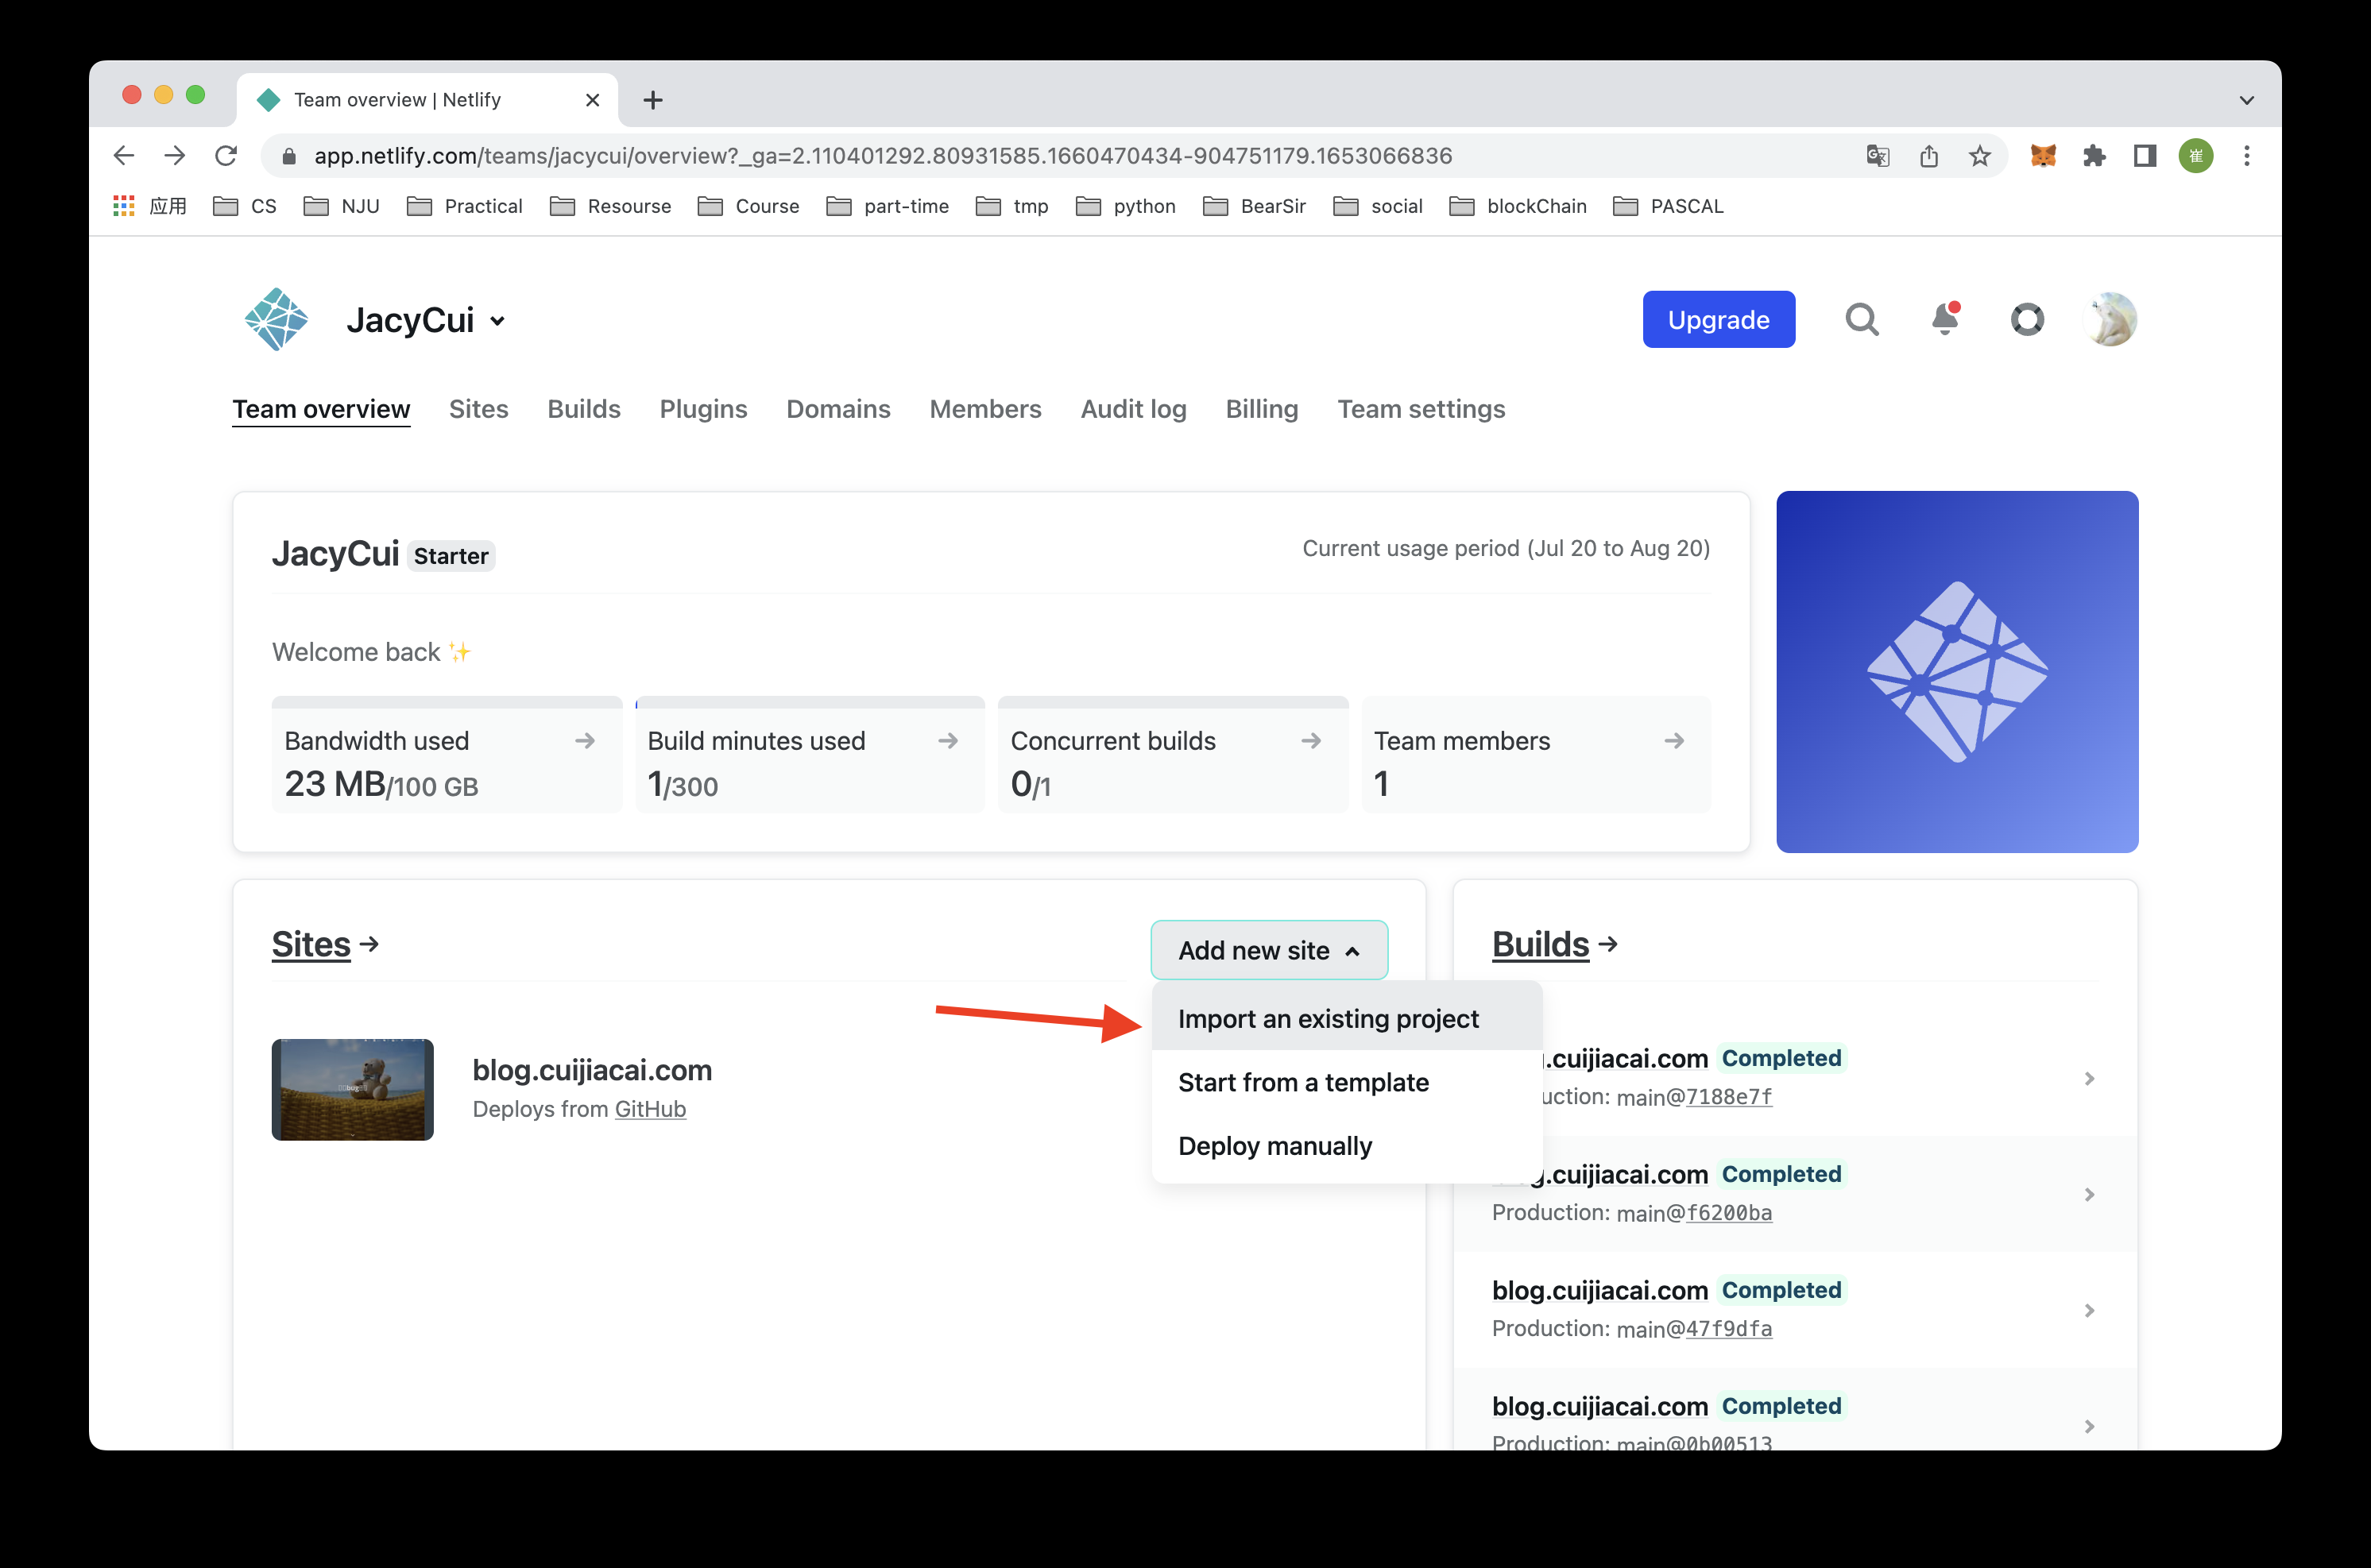 Team overview | Netlify
app.netlify.com/teams/jacycui/overview?_ga=2.110401292.80931585.1660470434-904751179.1653066836
崔
应用 CS NJU Practical Resourse Course part-time tmp python BearSir social blockChain PASCAL
JacyCui
Upgrade
Team overview Sites Builds Plugins Domains Members Audit log Billing Team settings
JacyCui Starter
Current usage period (Jul 20 to Aug 20)
Welcome back ✨
Bandwidth used
23 MB/100 GB
Build minutes used
1/300
Concurrent builds
0/1
Team members
1
Sites →
Add new site
Import an existing project
Start from a template
Deploy manually
blog.cuijiacai.com
Deploys from GitHub
Builds →
.cuijiacai.com Completed
uction: main@7188e7f
g.cuijiacai.com Completed
Production: main@f6200ba
blog.cuijiacai.com Completed
Production: main@47f9dfa
blog.cuijiacai.com Completed
Production: main@0b00513